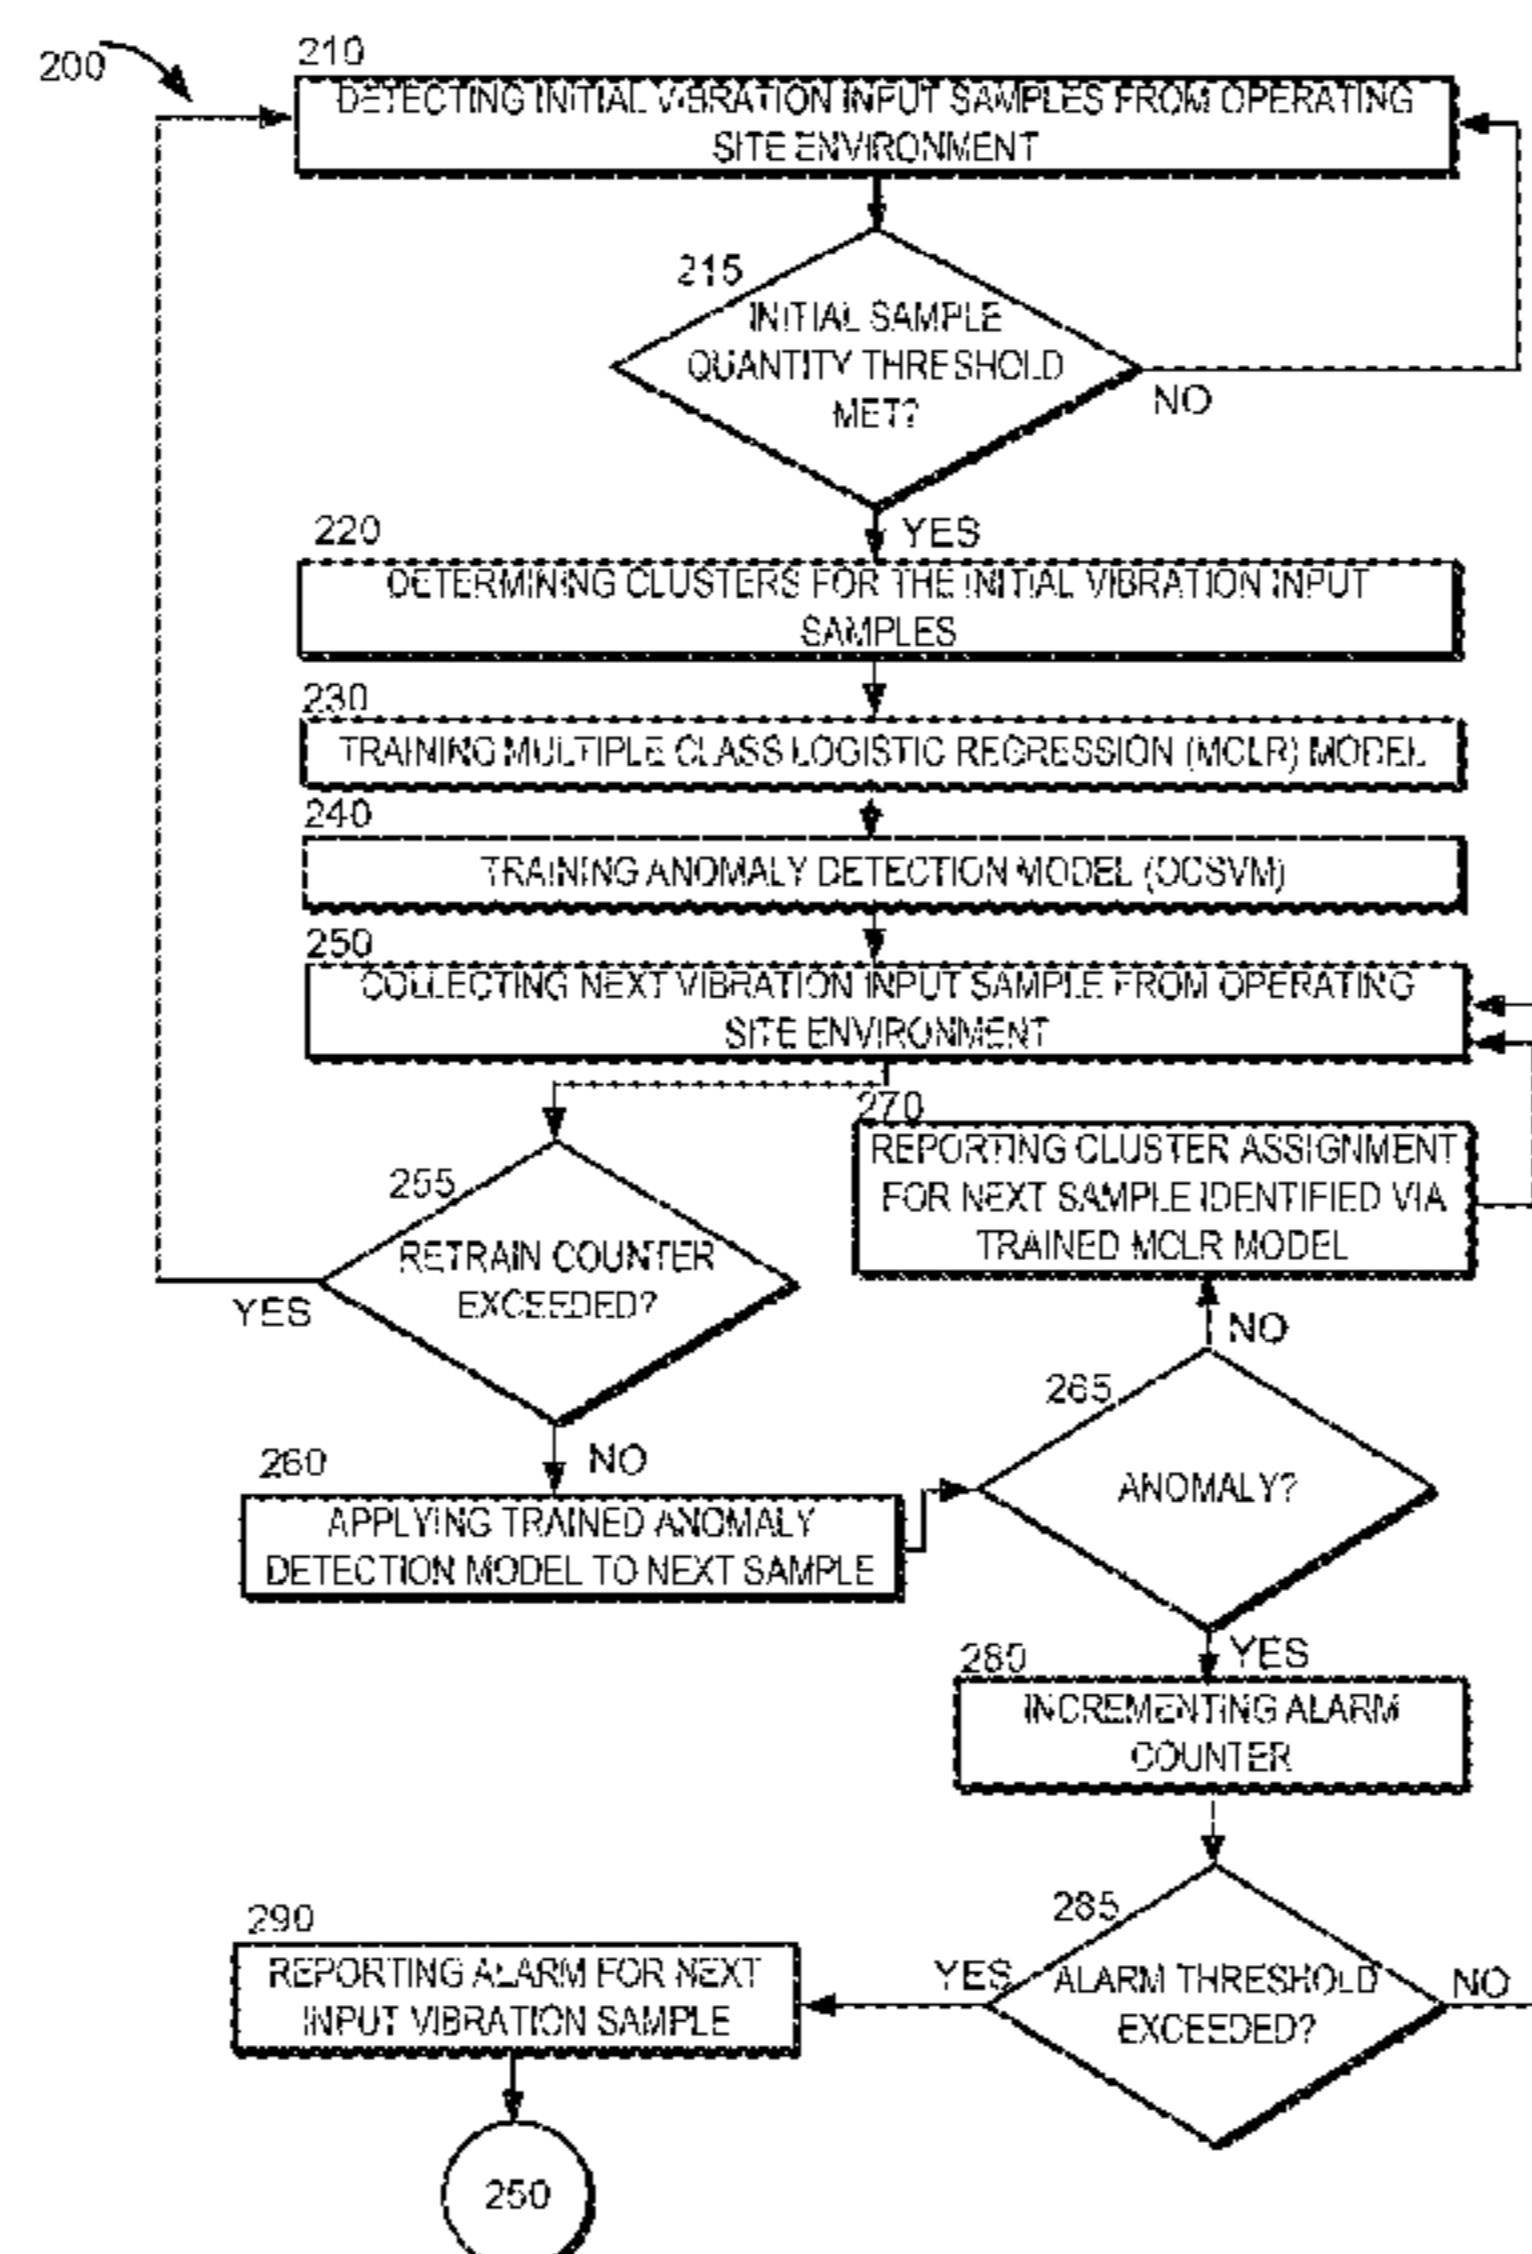 200
210
DETECTING INITIAL VIBRATION INPUT SAMPLES FROM OPERATING
SITE ENVIRONMENT
215
INITIAL SAMPLE
QUANTITY THRESHOLD
MET?
NO
YES
220
DETERMINING CLUSTERS FOR THE INITIAL VIBRATION INPUT
SAMPLES
230
TRAINING MULTIPLE CLASS LOGISTIC REGRESSION (MCLR) MODEL
240
TRAINING ANOMALY DETECTION MODEL (OCSVM)
250
COLLECTING NEXT VIBRATION INPUT SAMPLE FROM OPERATING
SITE ENVIRONMENT
255
RETRAIN COUNTER
EXCEEDED?
YES
NO
270
REPORTING CLUSTER ASSIGNMENT
FOR NEXT SAMPLE IDENTIFIED VIA
TRAINED MCLR MODEL
NO
260
APPLYING TRAINED ANOMALY
DETECTION MODEL TO NEXT SAMPLE
265
ANOMALY?
YES
280
INCREMENTING ALARM
COUNTER
285
ALARM THRESHOLD
EXCEEDED?
YES
NO
290
REPORTING ALARM FOR NEXT
INPUT VIBRATION SAMPLE
250